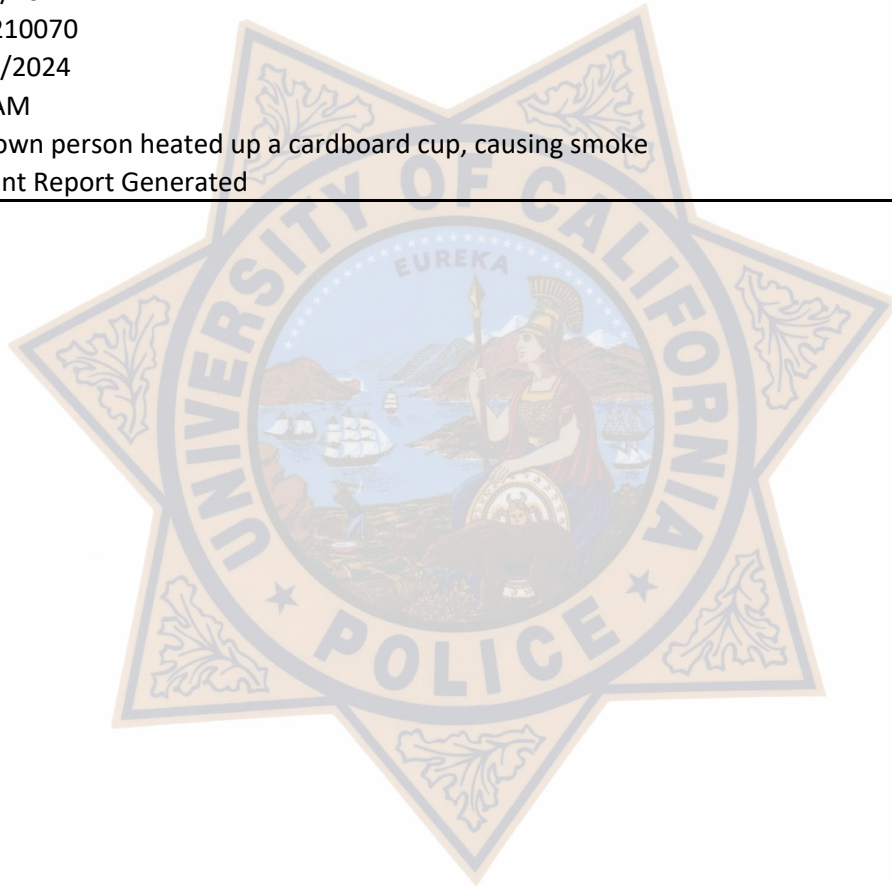 210070
/2024
AM
own person heated up a cardboard cup, causing smoke
nt Report Generated
UNIVERSITY OF CALIFORNIA
EUREKA
POLICE